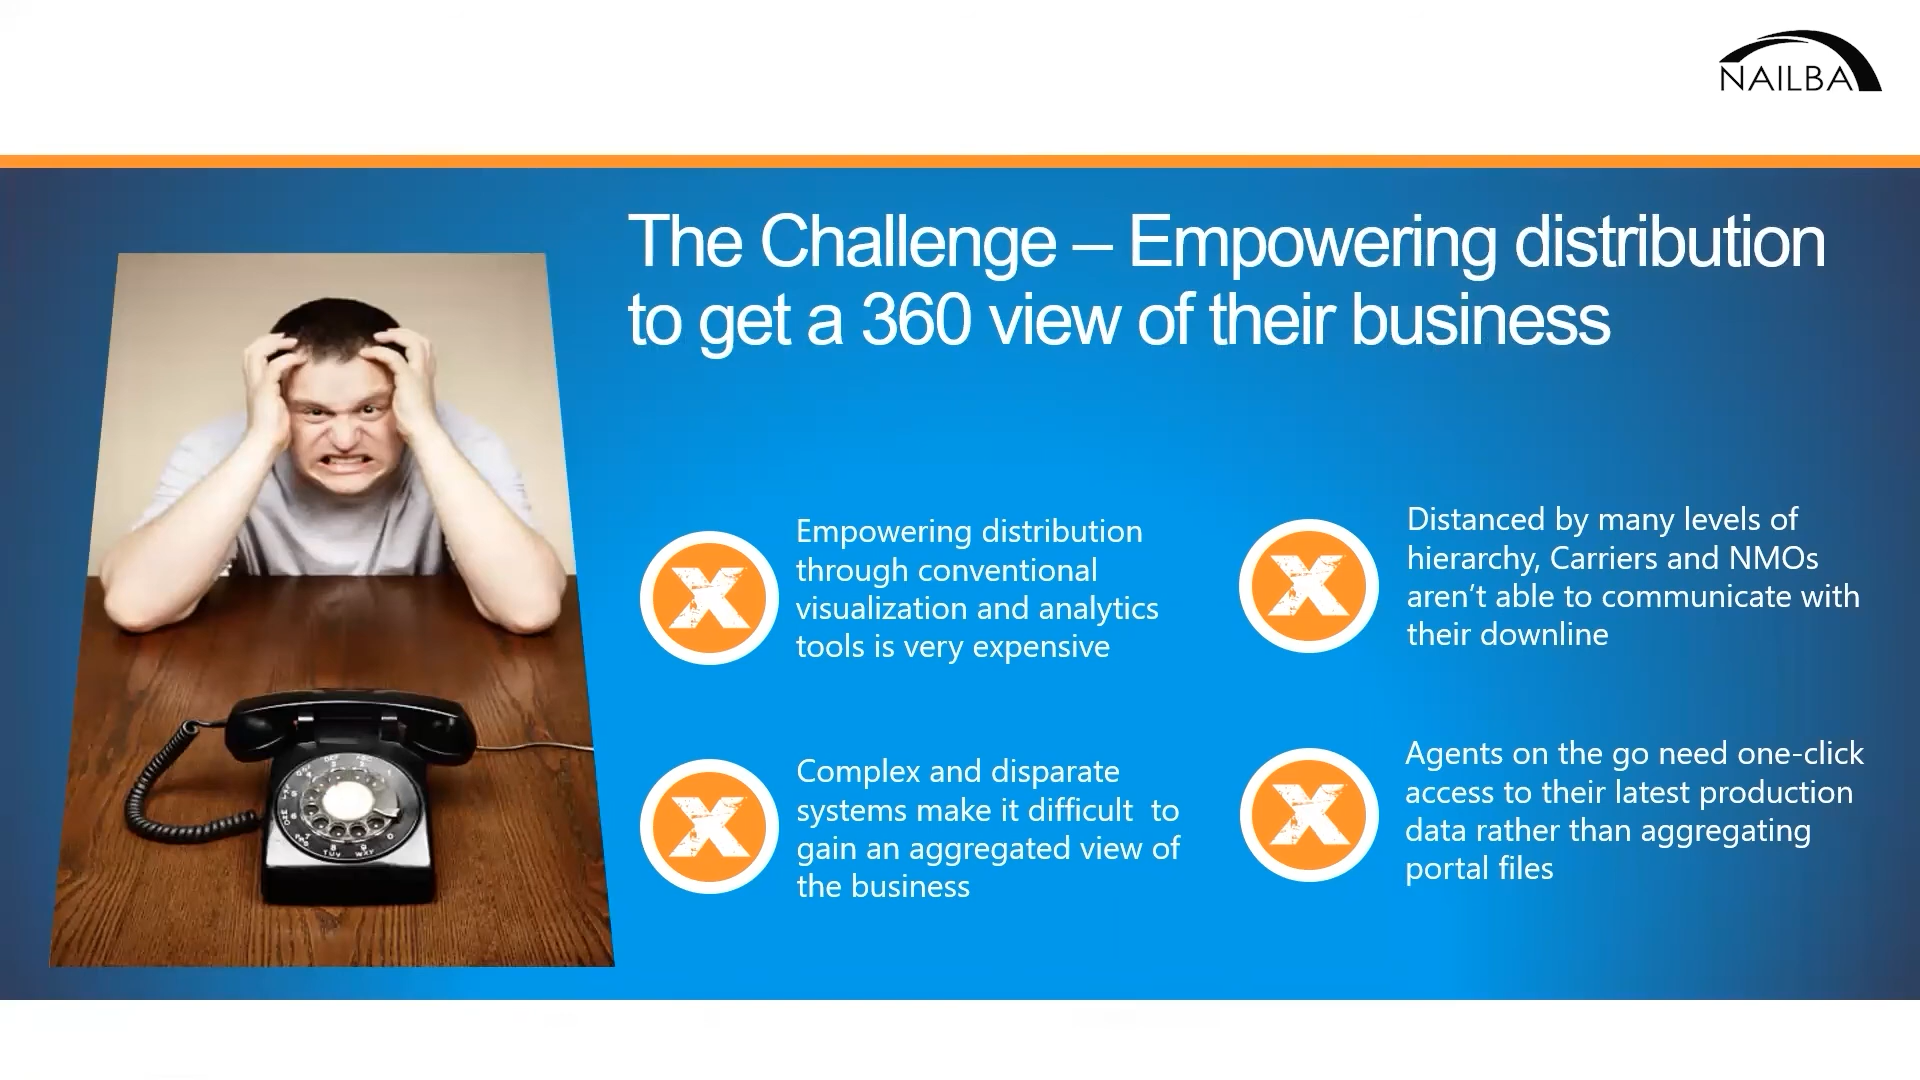 NAILBA
The Challenge – Empowering distribution
to get a 360 view of their business
Empowering distribution
through conventional
visualization and analytics
tools is very expensive
Distanced by many levels of
hierarchy, Carriers and NMOs
aren’t able to communicate with
their downline
Complex and disparate
systems make it difficult  to
gain an aggregated view of
the business
Agents on the go need one-click
access to their latest production
data rather than aggregating
portal files